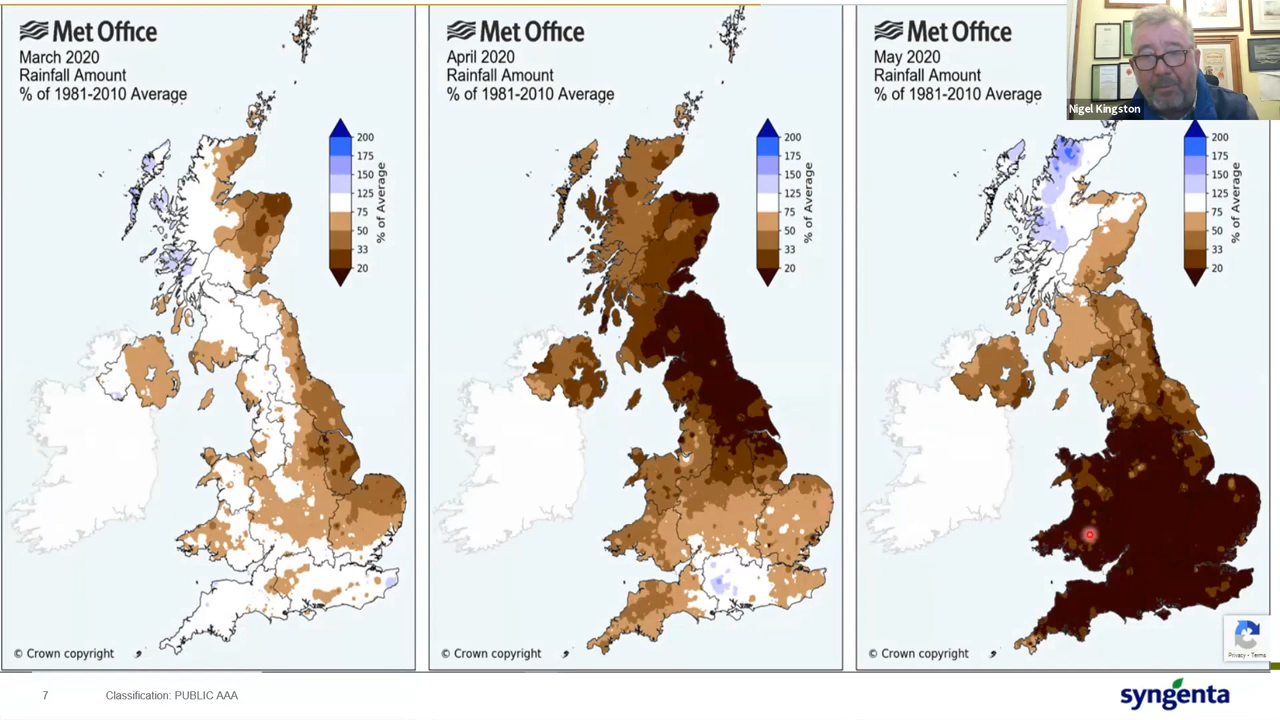 Met Office
March 2020
Rainfall Amount
% of 1981-2010 Average
200
175
150
125
75
50
33
20
% of Average
© Crown copyright
Met Office
April 2020
Rainfall Amount
% of 1981-2010 Average
200
175
150
125
75
50
33
20
% of Average
© Crown copyright
Met Office
May 2020
Rainfall Amount
% of 1981-2010 Average
200
175
150
125
75
50
33
20
% of Average
© Crown copyright
Nigel Kingston
Privacy - Terms
7
Classification: PUBLIC AAA
syngenta